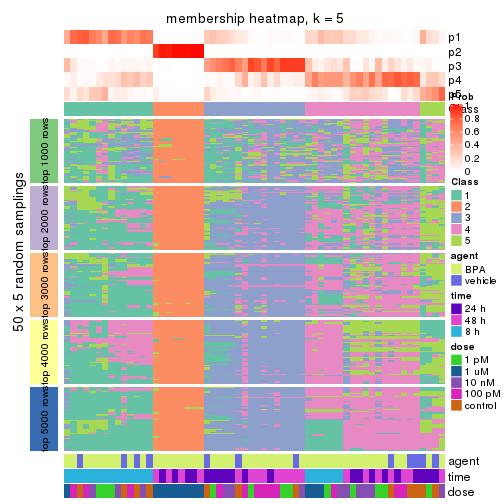 membership heatmap, k = 5
p1
p2
p3
p4
p5
50 x 5 random samplings
top 1000 rows
top 2000 rows
top 3000 rows
top 4000 rows
top 5000 rows
agent
time
dose
Prob
1
0.8
0.6
0.4
0.2
0
Class
Class
1
2
3
4
5
agent
BPA
vehicle
time
24 h
48 h
8 h
dose
1 pM
1 uM
10 nM
100 pM
control